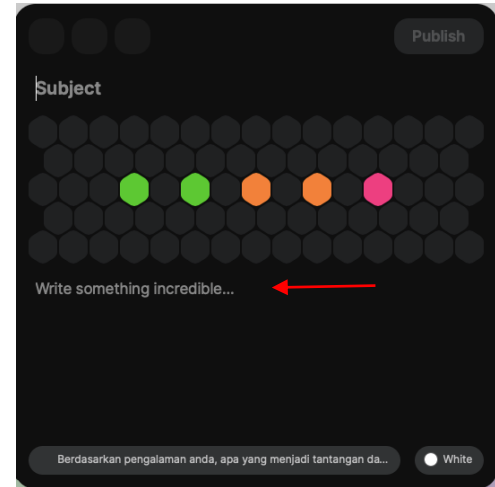 Publish
Subject
Write something incredible...
Berdasarkan pengalaman anda, apa yang menjadi tantangan da...
White